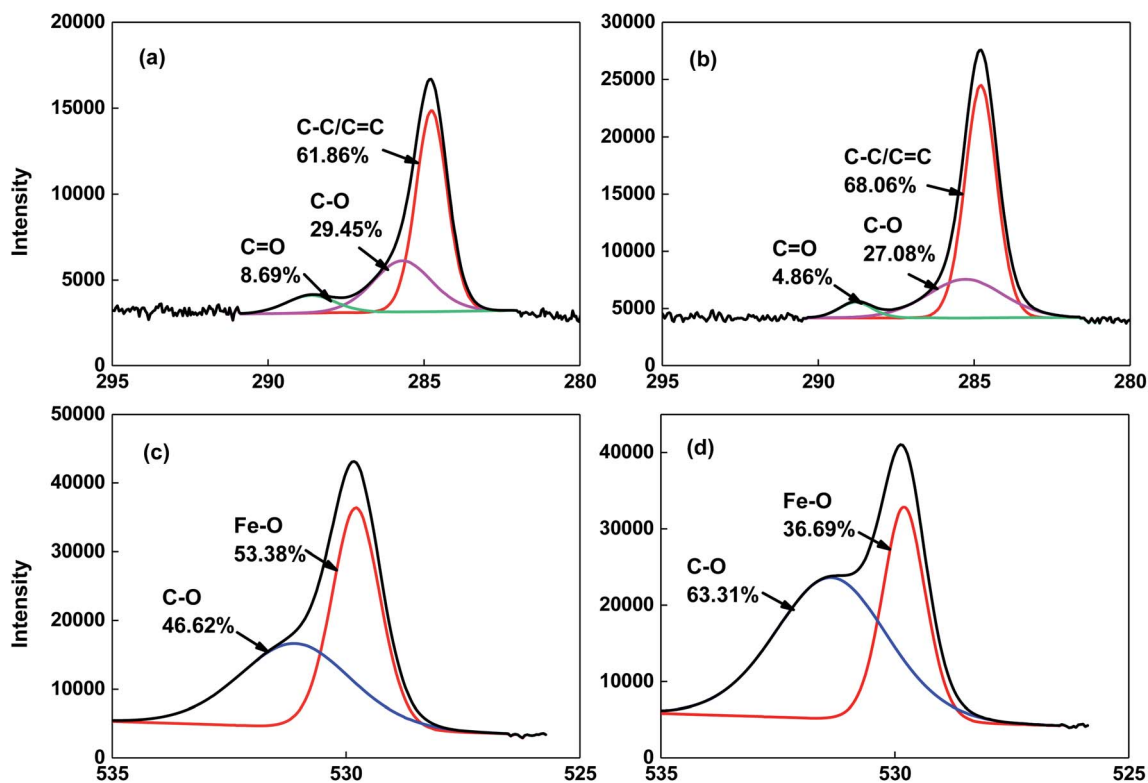 20000
(a)
15000
C-C/C=C
61.86%
10000
C-O
29.45%
C=O
8.69%
5000
0
295 290 285 280
Intensity
30000
(b)
25000
20000
C-C/C=C
68.06%
15000
C-O
27.08%
10000
C=O
4.86%
5000
0
295 290 285 280
50000
(c)
40000
Fe-O
53.38%
30000
C-O
46.62%
20000
10000
0
535 530 525
Intensity
(d)
40000
Fe-O
36.69%
30000
C-O
63.31%
20000
10000
0
535 530 525